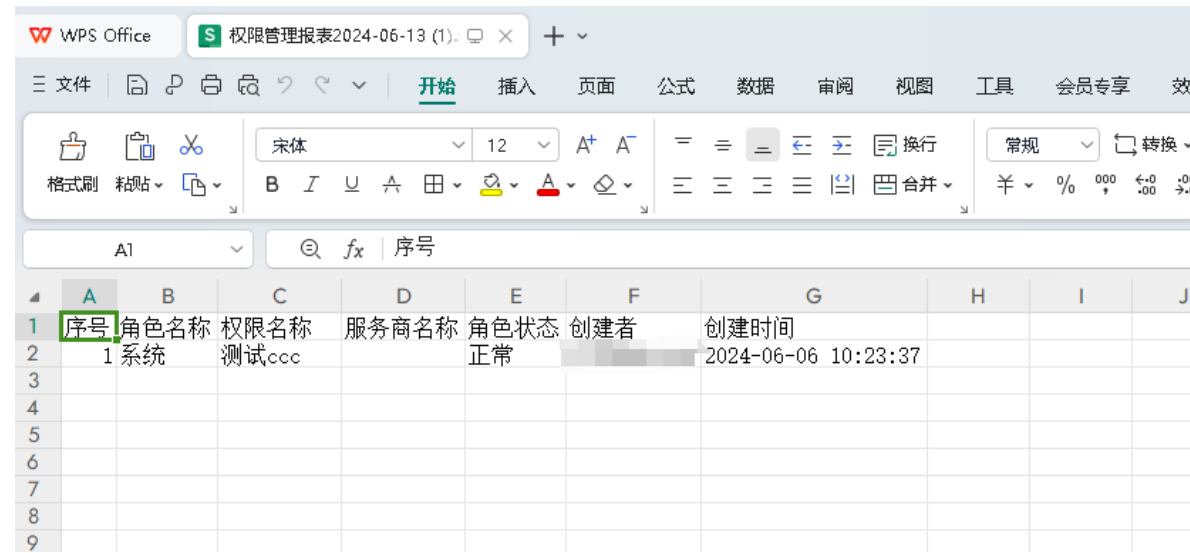 WPS Office
S 权限管理报表2024-06-13 (1).
文件 开始 插入 页面 公式 数据 审阅 视图 工具 会员专享
宋体 12 A+ A- 换行 常规 转换
格式刷 粘贴 B I U A A 合并 ¥ % 000 .00
A1 fx 序号
A B C D E F G H I J
1 序号 角色名称 权限名称 服务商名称 角色状态 创建者 创建时间
2 1 系统 测试ccc 正常 2024-06-06 10:23:37
3
4
5
6
7
8
9